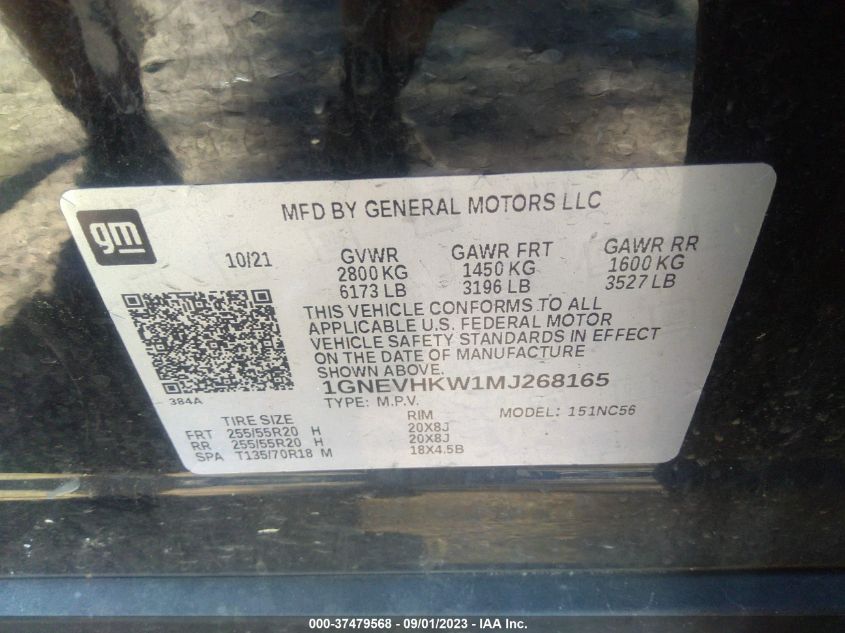 MFD BY GENERAL MOTORS LLC
gm
10/21 GVWR GAWR FRT GAWR RR
2800 KG 1450 KG 1600 KG
6173 LB 3196 LB 3527 LB
THIS VEHICLE CONFORMS TO ALL
APPLICABLE U.S. FEDERAL MOTOR
VEHICLE SAFETY STANDARDS IN EFFECT
ON THE DATE OF MANUFACTURE
SHOWN ABOVE.
1GNEVHKW1MJ268165
384A
TYPE: M.P.V. MODEL: 151NC56
TIRE SIZE RIM
FRT 255/55R20 H 20X8J
RR 255/55R20 H 20X8J
SPA T135/70R18 M 18X4.5B
000-37479568 - 09/01/2023 - IAA Inc.